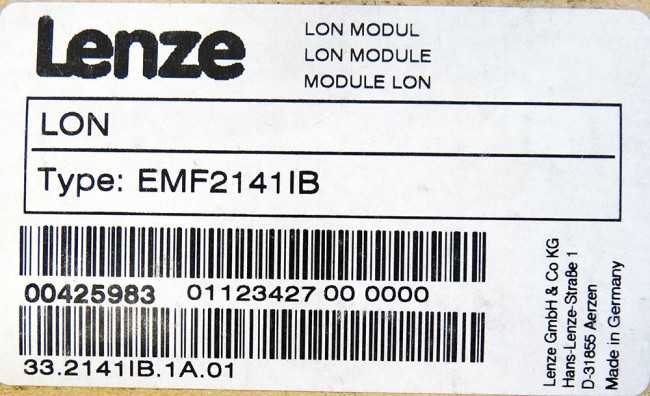 Lenze
LON MODUL
LON MODULE
MODULE LON
LON
Type: EMF2141IB
00425983 01123427 00 0000
33.2141IB.1A.01
Lenze GmbH & Co KG
Hans-Lenze-Straße 1
D-31855 Aerzen
Made in Germany